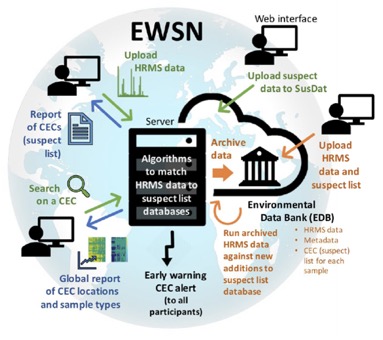 EWSN
Web interface
Upload
HRMS data
Upload suspect
data to SusDat
Report
of CECs
(suspect
list)
Server
Algorithms
to match
HRMS data to
suspect list
databases
Archive
data
Upload
HRMS
data and
suspect list
Search
on a CEC
Environmental
Data Bank (EDB)
• HRMS data
• Metadata
• CEC (suspect)
list for each
sample
Run archived
HRMS data
against new
additions to
suspect list
database
Global report
of CEC locations
and sample types
Early warning
CEC alert
(to all
participants)